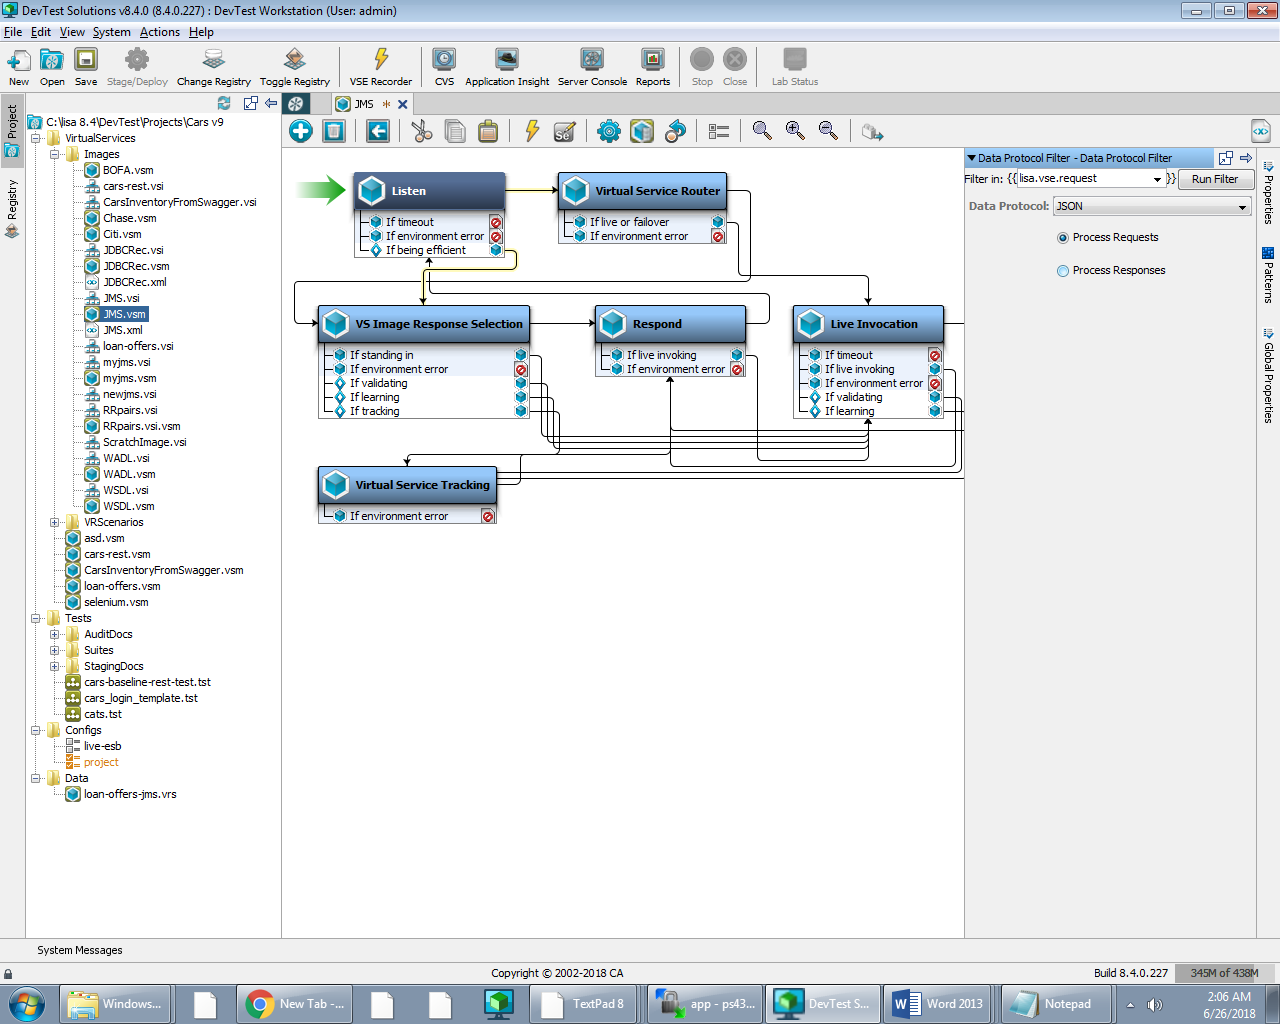 DevTest Solutions v8.4.0 (8.4.0.227) : DevTest Workstation (User: admin)
File Edit View System Actions Help
New Open Save Stage/Deploy Change Registry Toggle Registry VSE Recorder CVS Application Insight Server Console Reports Stop Close Lab Status
Project
Registry
C:\lisa 8.4\DevTest\Projects\Cars v9
VirtualServices
Images
BOFA.vsm
cars-rest.vsi
CarsInventoryFromSwagger.vsi
Chase.vsm
Citi.vsm
JDBCRec.vsi
JDBCRec.vsm
JDBCRec.xml
JMS.vsi
JMS.vsm
JMS.xml
loan-offers.vsi
myjms.vsi
myjms.vsm
newjms.vsi
RRpairs.vsi
RRpairs.vsi.vsm
ScratchImage.vsi
WADL.vsi
WADL.vsm
WSDL.vsi
WSDL.vsm
VRScenarios
asd.vsm
cars-rest.vsm
CarsInventoryFromSwagger.vsm
loan-offers.vsm
selenium.vsm
Tests
AuditDocs
Suites
StagingDocs
cars-baseline-rest-test.tst
cars_login_template.tst
cats.tst
Configs
live-esb
project
Data
loan-offers-jms.vrs
JMS
Se
Listen
If timeout
If environment error
If being efficient
Virtual Service Router
If live or failover
If environment error
VS Image Response Selection
If standing in
If environment error
If validating
If learning
If tracking
Respond
If live invoking
If environment error
Live Invocation
If timeout
If live invoking
If environment error
If validating
If learning
Virtual Service Tracking
If environment error
Data Protocol Filter - Data Protocol Filter
Filter in: {{lisa.vse.request}} Run Filter
Data Protocol: JSON
Process Requests
Process Responses
Properties
Patterns
Global Properties
System Messages
Copyright © 2002-2018 CA
Build 8.4.0.227 345M of 438M
Windows... New Tab -... TextPad 8 app - ps43... DevTest S... Word 2013 Notepad
2:06 AM
6/26/2018